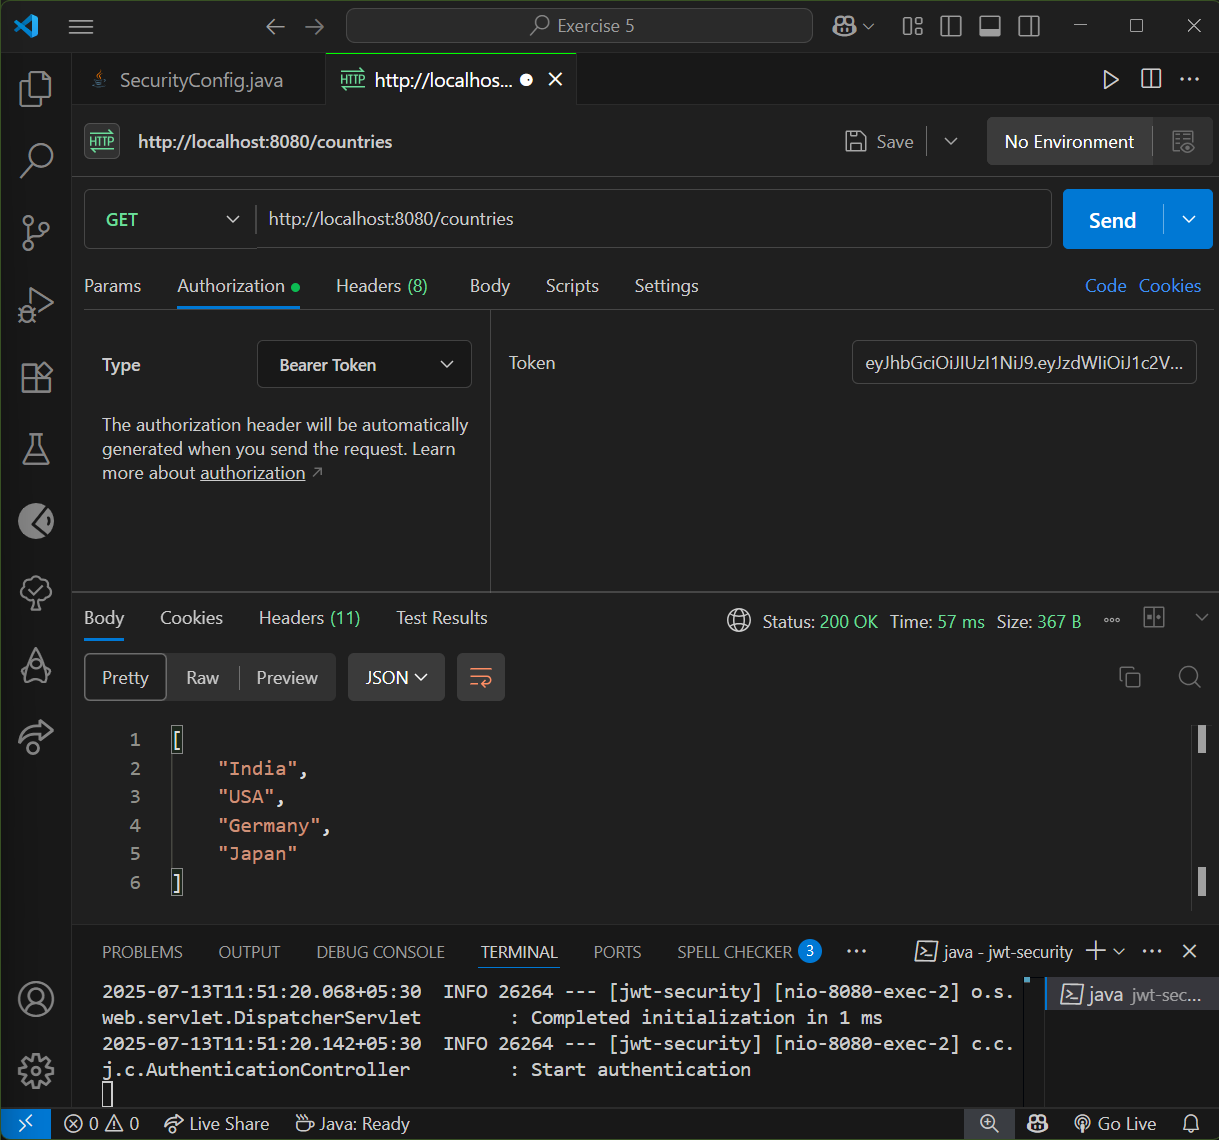 Exercise 5
SecurityConfig.java
HTTP http://localhos...
HTTP http://localhost:8080/countries
Save
No Environment
GET http://localhost:8080/countries
Send
Params Authorization Headers (8) Body Scripts Settings
Code Cookies
Type Bearer Token
The authorization header will be automatically
generated when you send the request. Learn
more about authorization
Token eyJhbGciOiJIUzI1NiJ9.eyJzdWIiOiJ1c2V...
Body Cookies Headers (11) Test Results
Status: 200 OK Time: 57 ms Size: 367 B
Pretty Raw Preview JSON
1 [
2 "India",
3 "USA",
4 "Germany",
5 "Japan"
6 ]
PROBLEMS OUTPUT DEBUG CONSOLE TERMINAL PORTS SPELL CHECKER 3
java - jwt-security
2025-07-13T11:51:20.068+05:30 INFO 26264 --- [jwt-security] [nio-8080-exec-2] o.s.
web.servlet.DispatcherServlet : Completed initialization in 1 ms
2025-07-13T11:51:20.142+05:30 INFO 26264 --- [jwt-security] [nio-8080-exec-2] c.c.
j.c.AuthenticationController : Start authentication
java jwt-sec...
0 0 Live Share Java: Ready
Go Live